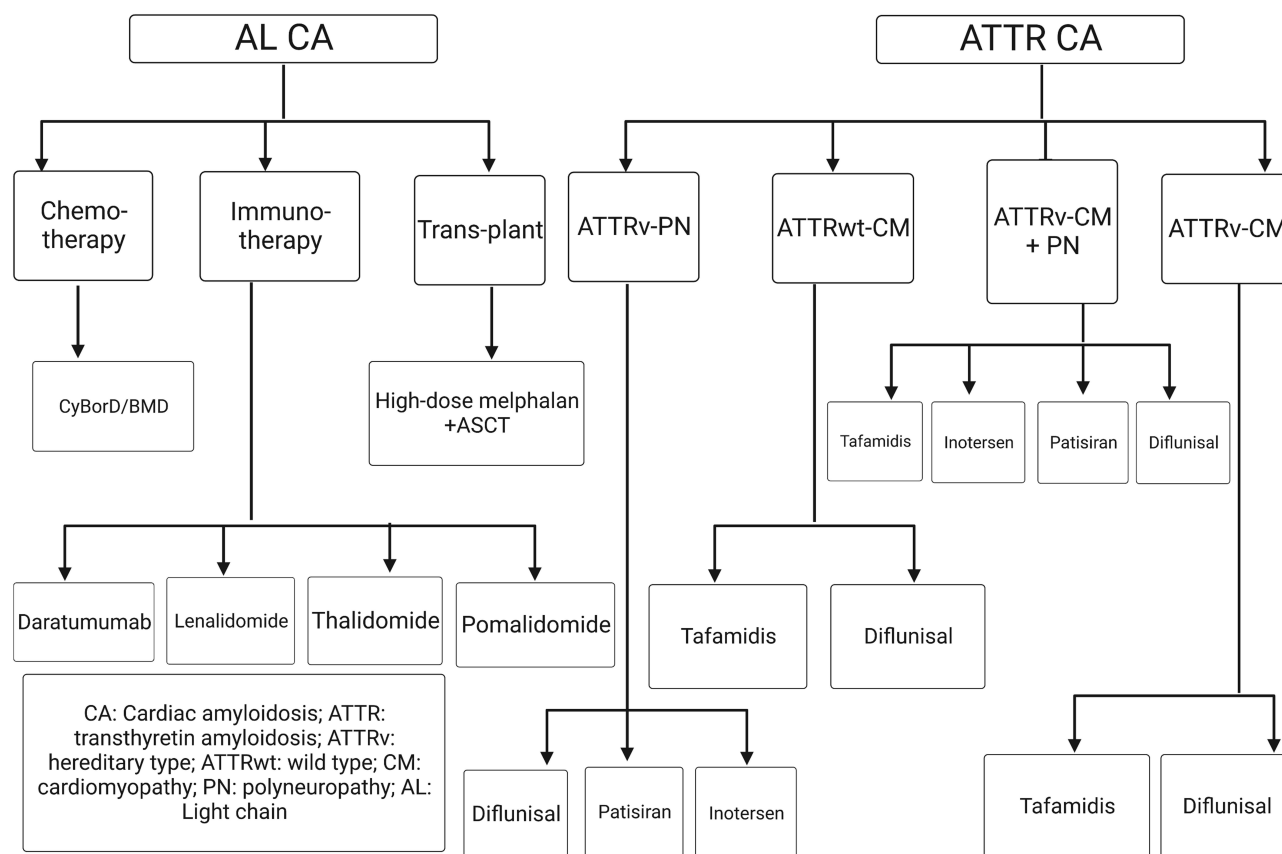 AL CA
ATTR CA
Chemo-
therapy
Immuno-
therapy
Trans-plant
ATTRv-PN
ATTRwt-CM
ATTRv-CM
+ PN
ATTRv-CM
CyBorD/BMD
High-dose melphalan
+ASCT
Tafamidis
Inotersen
Patisiran
Diflunisal
Daratumumab
Lenalidomide
Thalidomide
Pomalidomide
Tafamidis
Diflunisal
CA: Cardiac amyloidosis; ATTR:
transthyretin amyloidosis; ATTRv:
hereditary type; ATTRwt: wild type; CM:
cardiomyopathy; PN: polyneuropathy; AL:
Light chain
Diflunisal
Patisiran
Inotersen
Tafamidis
Diflunisal